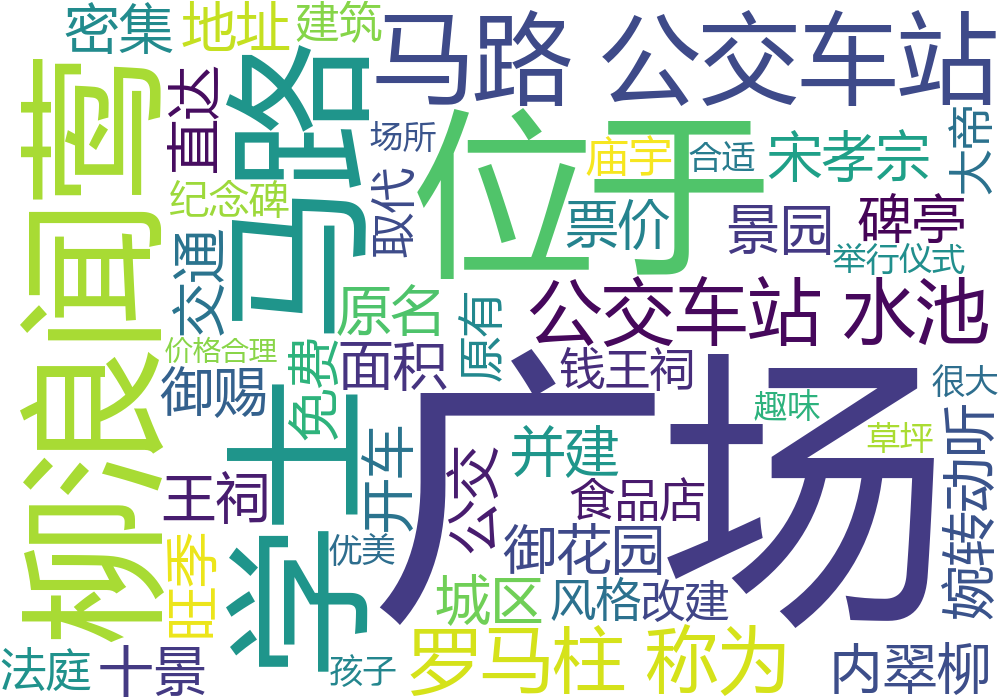 密集
地址
建筑
马路 公交车站
柳浪闻莺
直达
学士马路
场所
位于
庙宇
合适
宋孝宗
大帝
纪念碑
取代
票价
景园
碑亭
举行仪式
交通
原名
原有
公交车站 水池
价格合理
御赐
免费
面积
钱王祠
很大
广场
趣味
草坪
婉转动听
开车
公交
并建
王祠
食品店
旺季
优美
御花园
城区
风格
改建
法庭
十景
孩子
罗马柱 称为
内翠柳